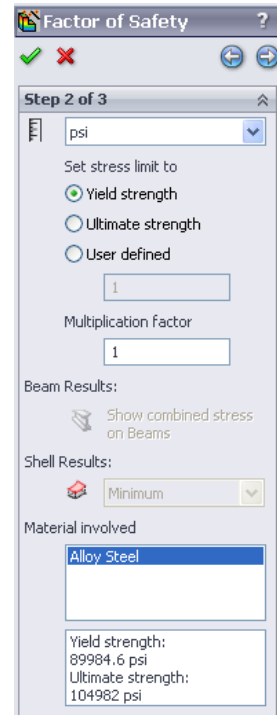 Factor of Safety ?
Step 2 of 3
psi
Set stress limit to
Yield strength
Ultimate strength
User defined
1
Multiplication factor
1
Beam Results:
Show combined stress
on Beams
Shell Results:
Minimum
Material involved
Alloy Steel
Yield strength:
89984.6 psi
Ultimate strength:
104982 psi